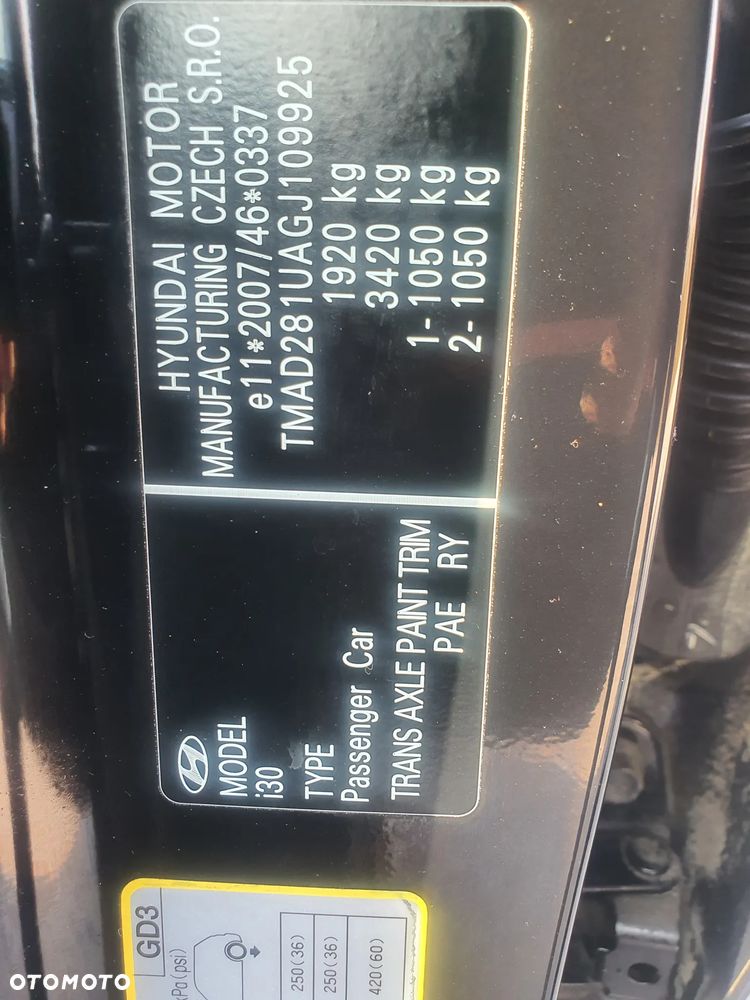 HYUNDAI MOTOR
MANUFACTURING CZECH S.R.O.
e11*2007/46*0337
TMAD281UAGJ109925
1920 kg
3420 kg
1- 1050 kg
2- 1050 kg
MODEL
i30
TYPE
Passenger Car
TRANS AXLE PAINT TRIM
PAE RY
GD3
(psi)
250(36)
250(36)
420(60)
OTOMOTO